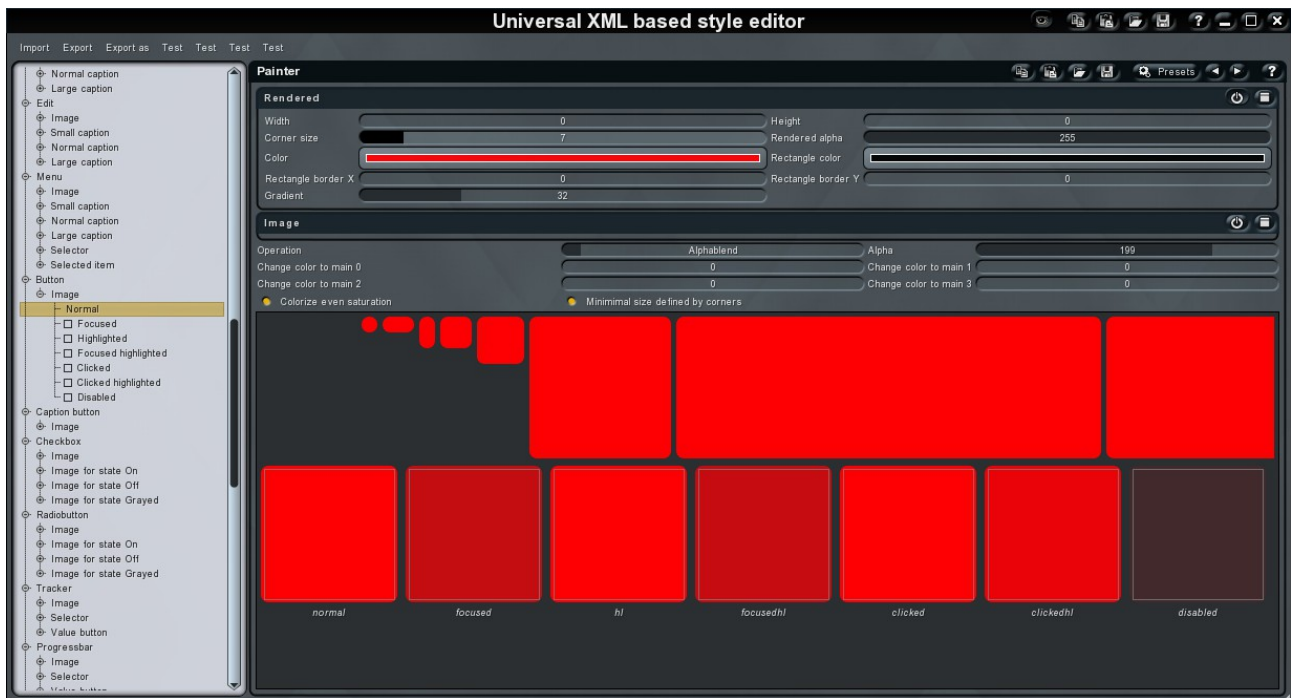 Universal XML based style editor
Import Export Export as Test Test Test Test
Normal caption
Large caption
Edit
Image
Small caption
Normal caption
Large caption
Menu
Image
Small caption
Normal caption
Large caption
Selector
Selected item
Button
Image
Normal
Focused
Highlighted
Focused highlighted
Clicked
Clicked highlighted
Disabled
Caption button
Image
Checkbox
Image
Image for state On
Image for state Off
Image for state Grayed
Radiobutton
Image
Image for state On
Image for state Off
Image for state Grayed
Tracker
Image
Selector
Value button
Progressbar
Image
Selector
Value button
Painter Presets ?
Rendered
Width 0 Height 0
Corner size 7 Rendered alpha 255
Color Rectangle color
Rectangle border X 0 Rectangle border Y 0
Gradient 32
Image
Operation Alphablend Alpha 199
Change color to main 0 0 Change color to main 1 0
Change color to main 2 0 Change color to main 3 0
Colorize even saturation Minimimal size defined by corners
normal focused hl focusedhl clicked clickedhl disabled